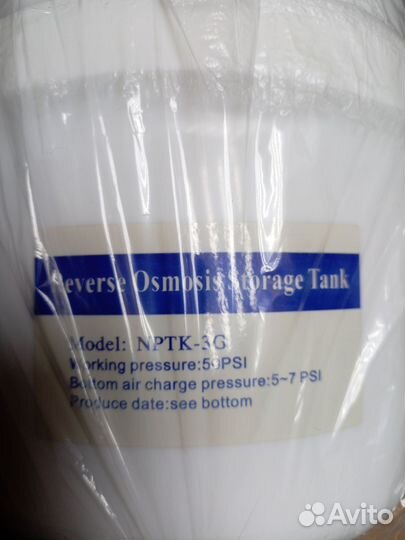 Reverse Osmosis Storage Tank
Model: NPTK-3G
Working pressure:50PSI
Bottom air charge pressure:5~7 PSI
Produce date:see bottom
Avito